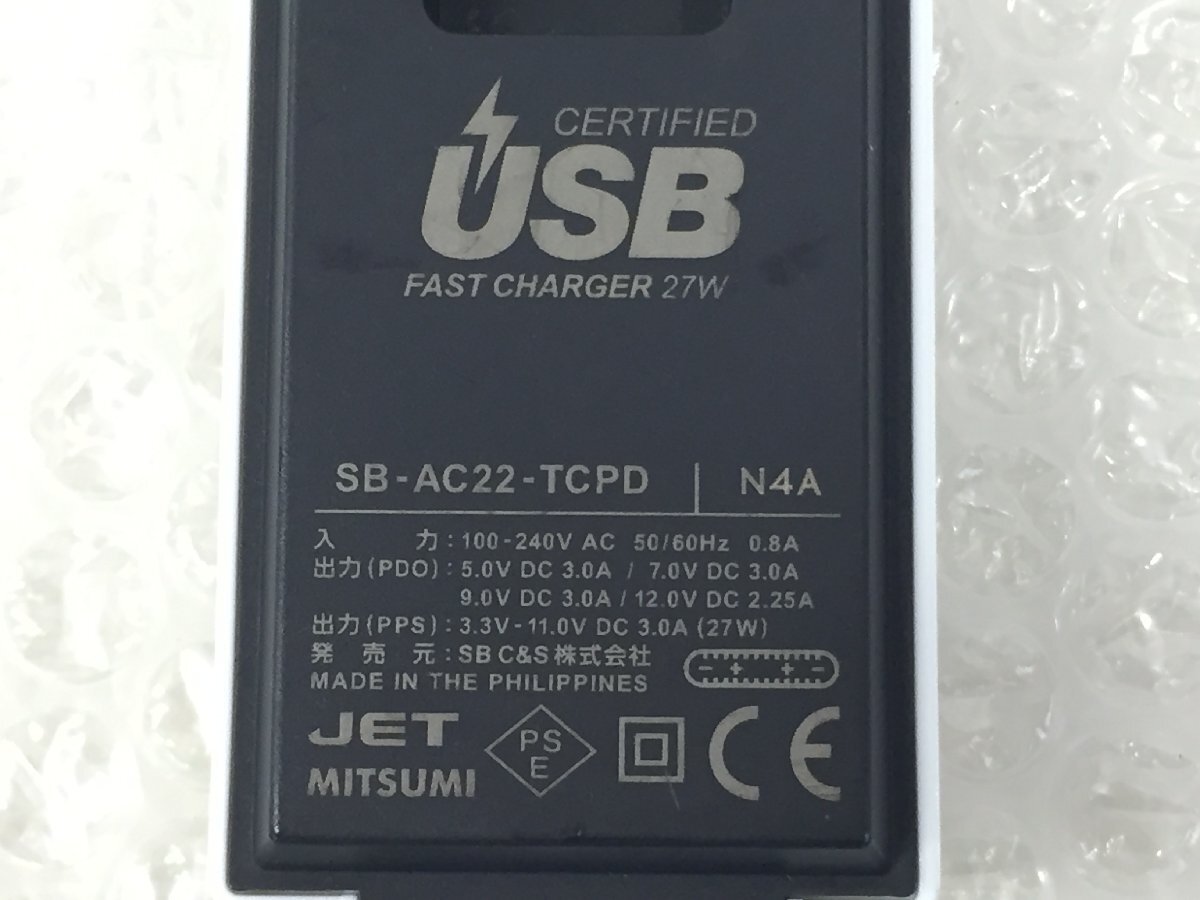 CERTIFIED
USB
FAST CHARGER 27W
SB-AC22-TCPD N4A
入 力:100-240V AC 50/60Hz 0.8A
出力(PDO):5.0V DC 3.0A / 7.0V DC 3.0A
9.0V DC 3.0A / 12.0V DC 2.25A
出力(PPS):3.3V-11.0V DC 3.0A (27W)
発 売 元:SB C&S株式会社
MADE IN THE PHILIPPINES
JET PS E CE
MITSUMI